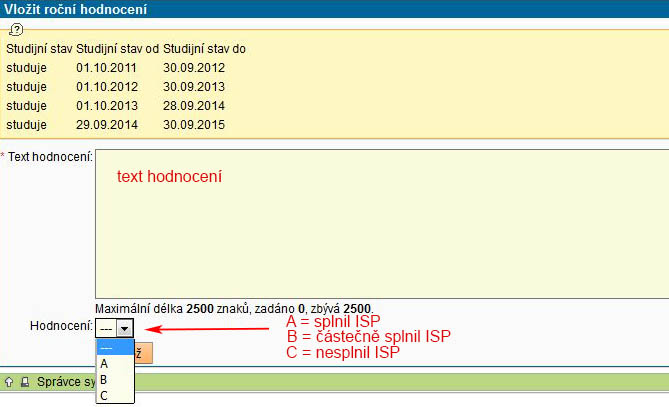 Vložit roční hodnocení
?
Studijní stav Studijní stav od Studijní stav do
studuje 01.10.2011 30.09.2012
studuje 01.10.2012 30.09.2013
studuje 01.10.2013 28.09.2014
studuje 29.09.2014 30.09.2015
* Text hodnocení:
text hodnocení
Maximální délka 2500 znaků, zadáno 0, zbývá 2500.
Hodnocení: ---
A = splnil ISP
B = částečně splnil ISP
C = nesplnil ISP
---
A
B
C
Správce